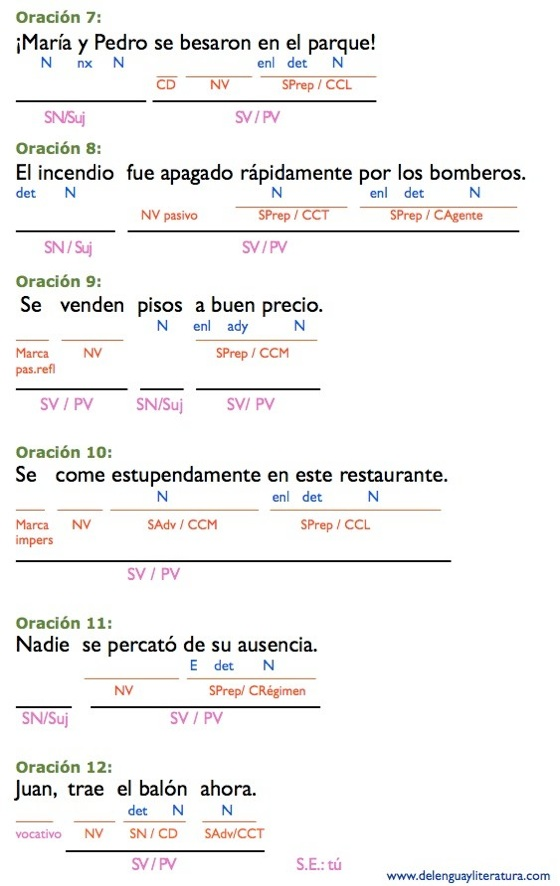 Oración 7:
¡María y Pedro se besaron en el parque!
N nx N enl det N
CD NV SPrep / CCL
SN/Suj SV / PV
Oración 8:
El incendio fue apagado rápidamente por los bomberos.
det N N enl det N
NV pasivo SPrep / CCT SPrep / CAgente
SN / Suj SV / PV
Oración 9:
Se venden pisos a buen precio.
N enl ady N
Marca NV SPrep / CCM
pas.refl
SV / PV SN/Suj SV/ PV
Oración 10:
Se come estupendamente en este restaurante.
N enl det N
Marca NV SAdv / CCM SPrep / CCL
impers
SV / PV
Oración 11:
Nadie se percató de su ausencia.
E det N
NV SPrep/ CRégimen
SN/Suj SV / PV
Oración 12:
Juan, trae el balón ahora.
det N N
vocativo NV SN / CD SAdv/CCT
SV / PV S.E.: tú
www.delenguayliteratura.com